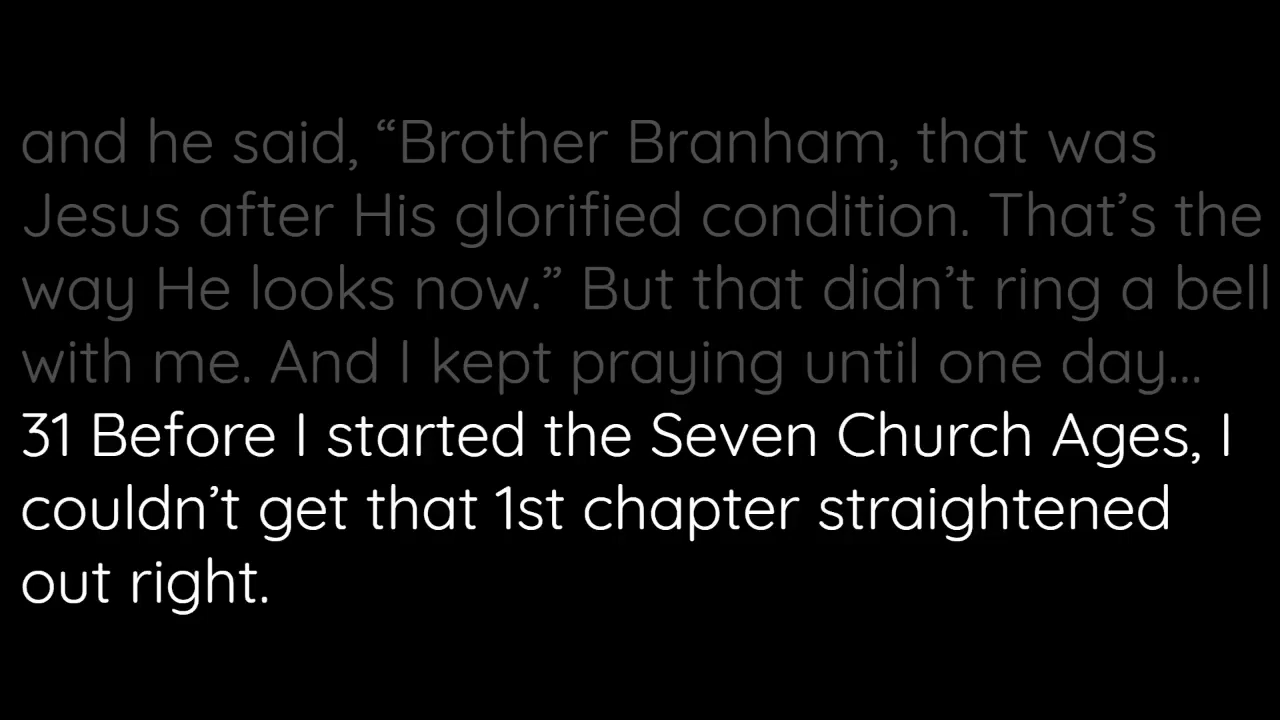 and he said, “Brother Branham, that was
Jesus after His glorified condition. That’s the
way He looks now.” But that didn’t ring a bell
with me. And I kept praying until one day...
31 Before I started the Seven Church Ages, I
couldn’t get that 1st chapter straightened
out right.